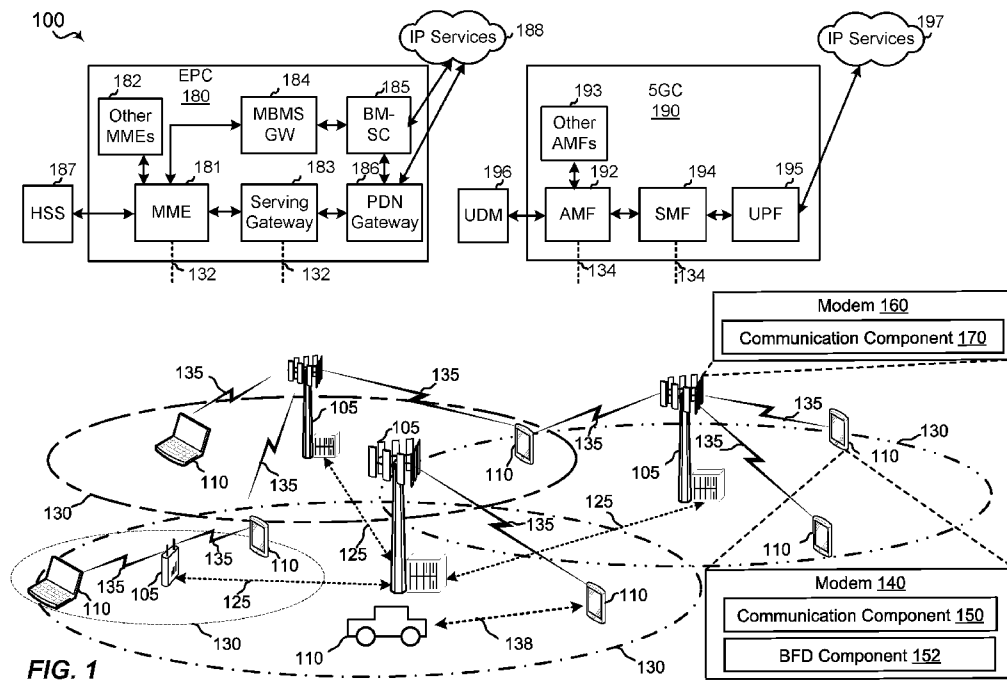 100
IP Services
188
IP Services
197
EPC
180
182
Other
MMEs
184
MBMS
GW
185
BM-
SC
187
HSS
181
MME
183
Serving
Gateway
186
PDN
Gateway
132
132
5GC
190
193
Other
AMFs
196
UDM
192
AMF
194
SMF
195
UPF
134
134
Modem 160
Communication Component 170
135
105
135
110
135
130
105
110
135
135
105
135
135
110
130
125
125
135
110
110
135
105
135
110
125
130
110
138
110
130
Modem 140
Communication Component 150
BFD Component 152
FIG. 1